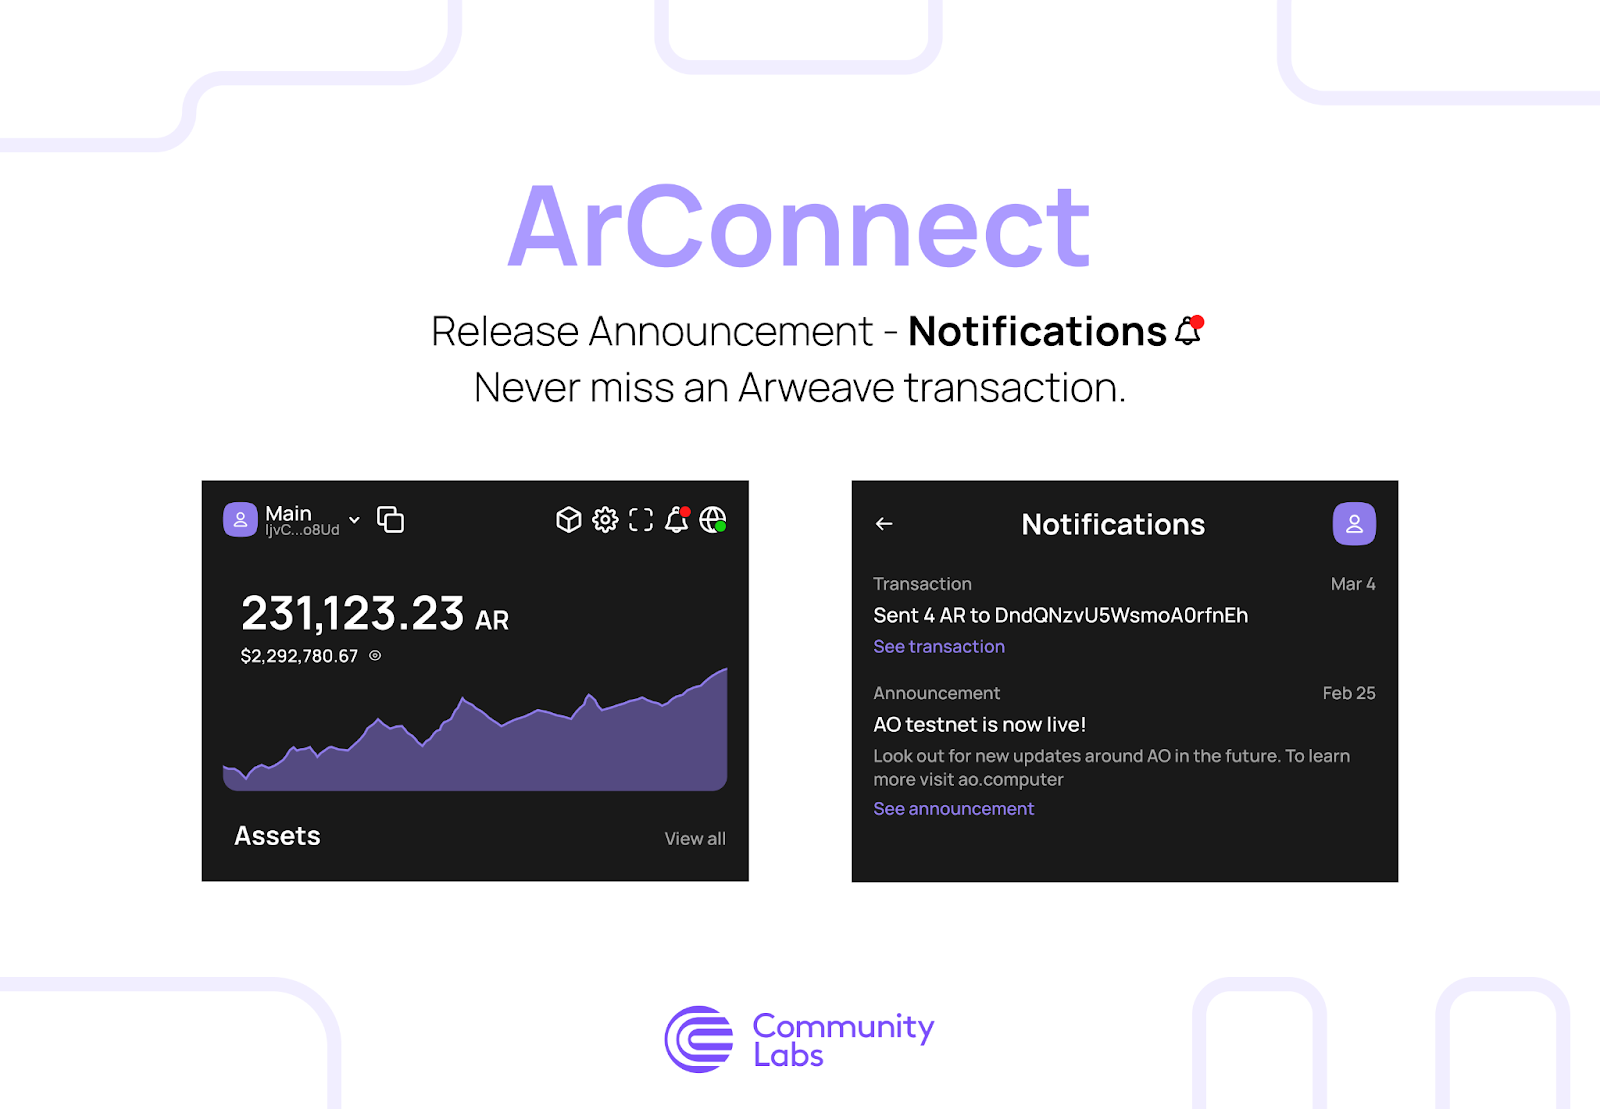 ArConnect
Release Announcement - Notifications
Never miss an Arweave transaction.
Main
ljvC...o8Ud
231,123.23 AR
$2,292,780.67
Assets
View all
Notifications
Transaction
Mar 4
Sent 4 AR to DndQNzvU5WsmoA0rfnEh
See transaction
Announcement
Feb 25
AO testnet is now live!
Look out for new updates around AO in the future. To learn
more visit ao.computer
See announcement
Community
Labs